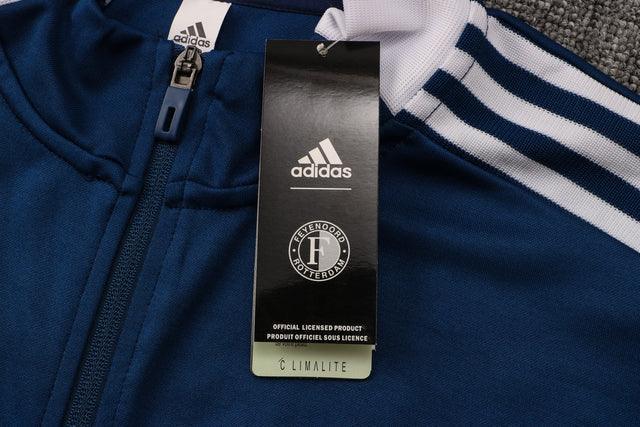 adidas
adidas
FEYENOORD
F
ROTTERDAM
OFFICIAL LICENSED PRODUCT
PRODUIT OFFICIEL SOUS LICENCE
CLIMALITE